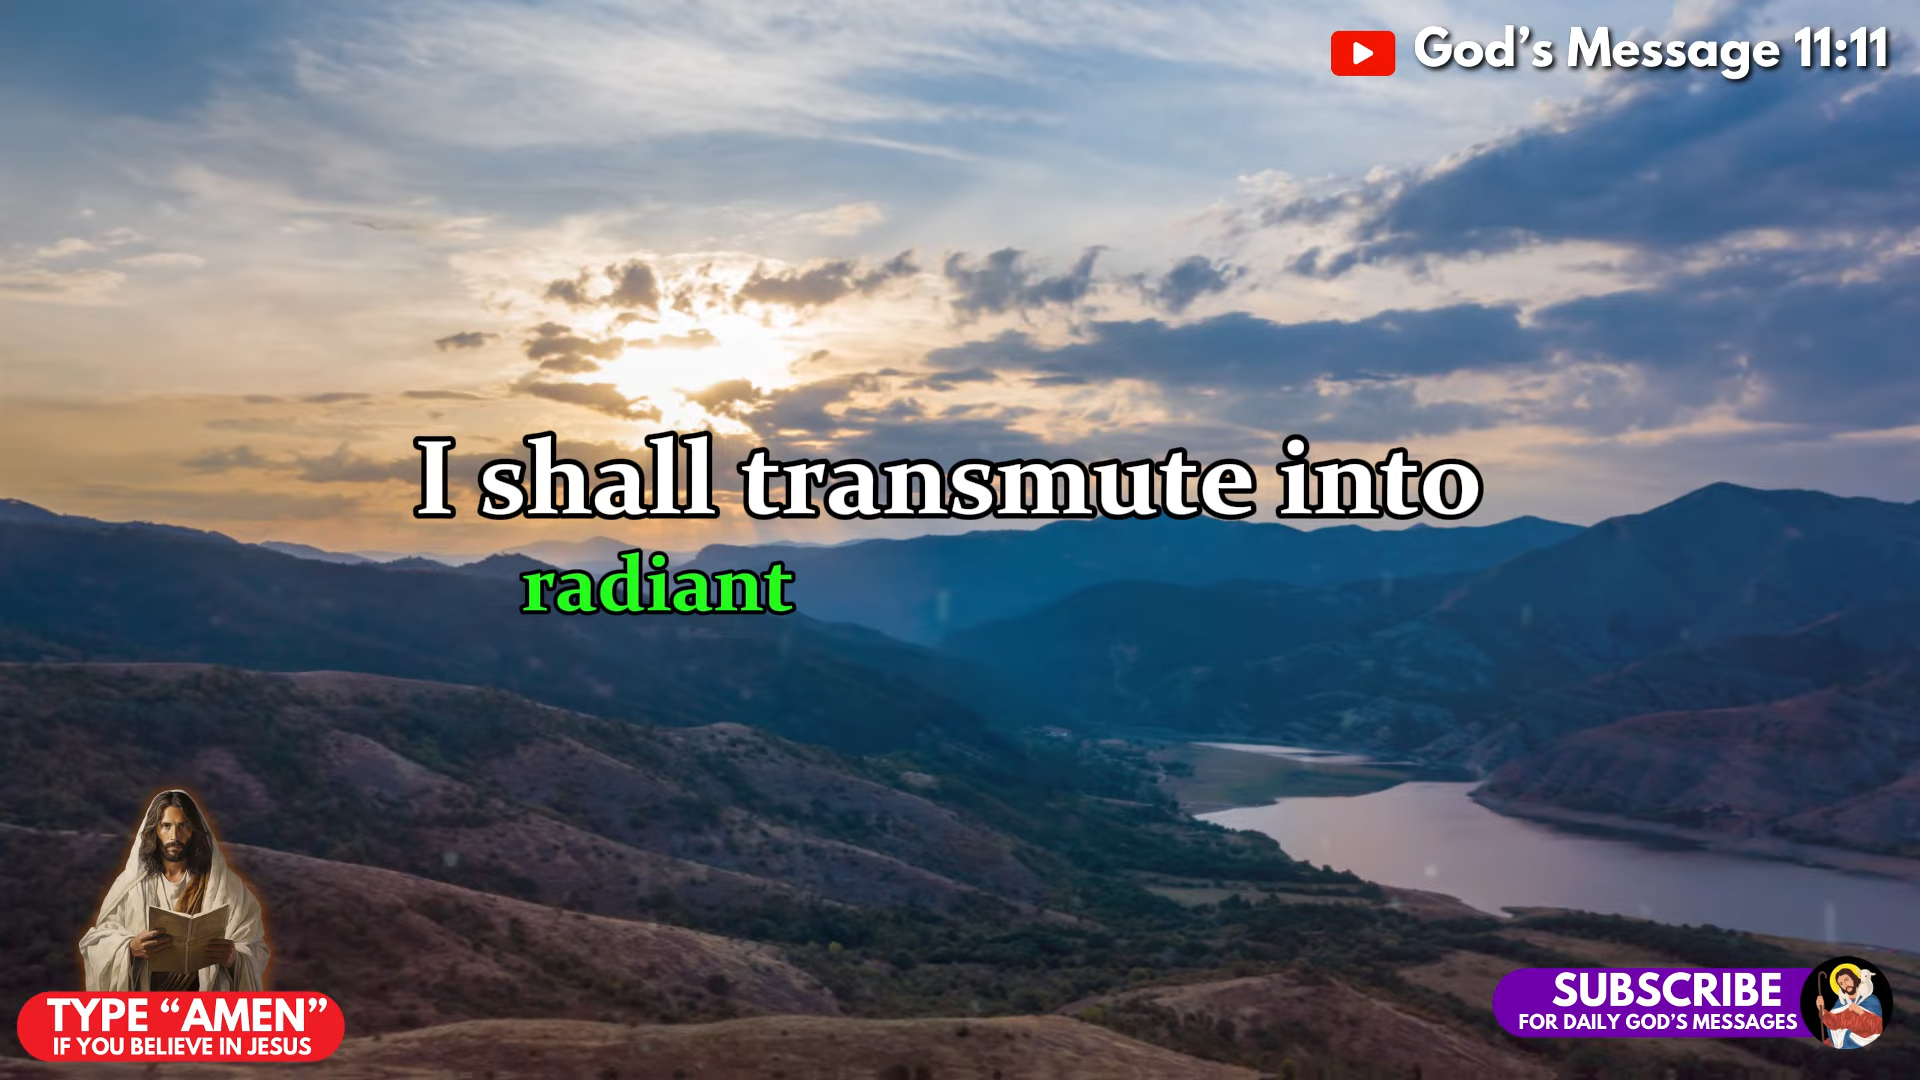 God’s Message 11:11
I shall transmute into
radiant
TYPE “AMEN”
IF YOU BELIEVE IN JESUS
SUBSCRIBE
FOR DAILY GOD’S MESSAGES